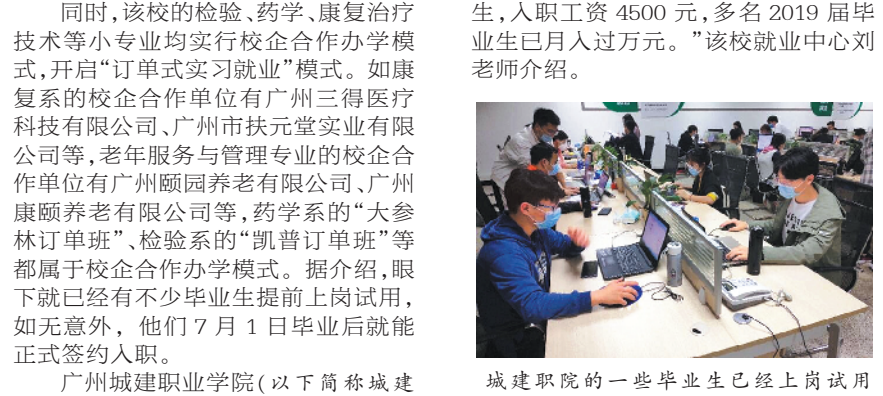 同时,该校的检验、药学、康复治疗
技术等小专业均实行校企合作办学模
式,开启“订单式实习就业”模式。如康
复系的校企合作单位有广州三得医疗
科技有限公司、广州市扶元堂实业有限
公司等,老年服务与管理专业的校企合
作单位有广州颐园养老有限公司、广州
康颐养老有限公司等,药学系的“大参
林订单班”、检验系的“凯普订单班”等
都属于校企合作办学模式。据介绍,眼
下就已经有不少毕业生提前上岗试用,
如无意外，他们 7 月 1 日毕业后就能
正式签约入职。
广州城建职业学院(以下简称城建
生,入职工资 4500 元,多名 2019 届毕
业生已月入过万元。”该校就业中心刘
老师介绍。
城建职院的一些毕业生已经上岗试用